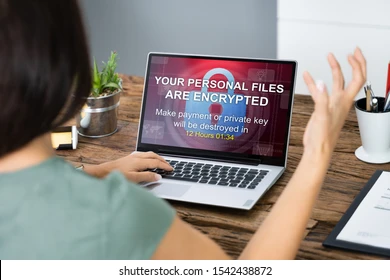 YOUR PERSONAL FILES
ARE ENCRYPTED
Make payment or private key
will be destroyed in
12 Hours 01:34
shutterstock.com · 1542438872